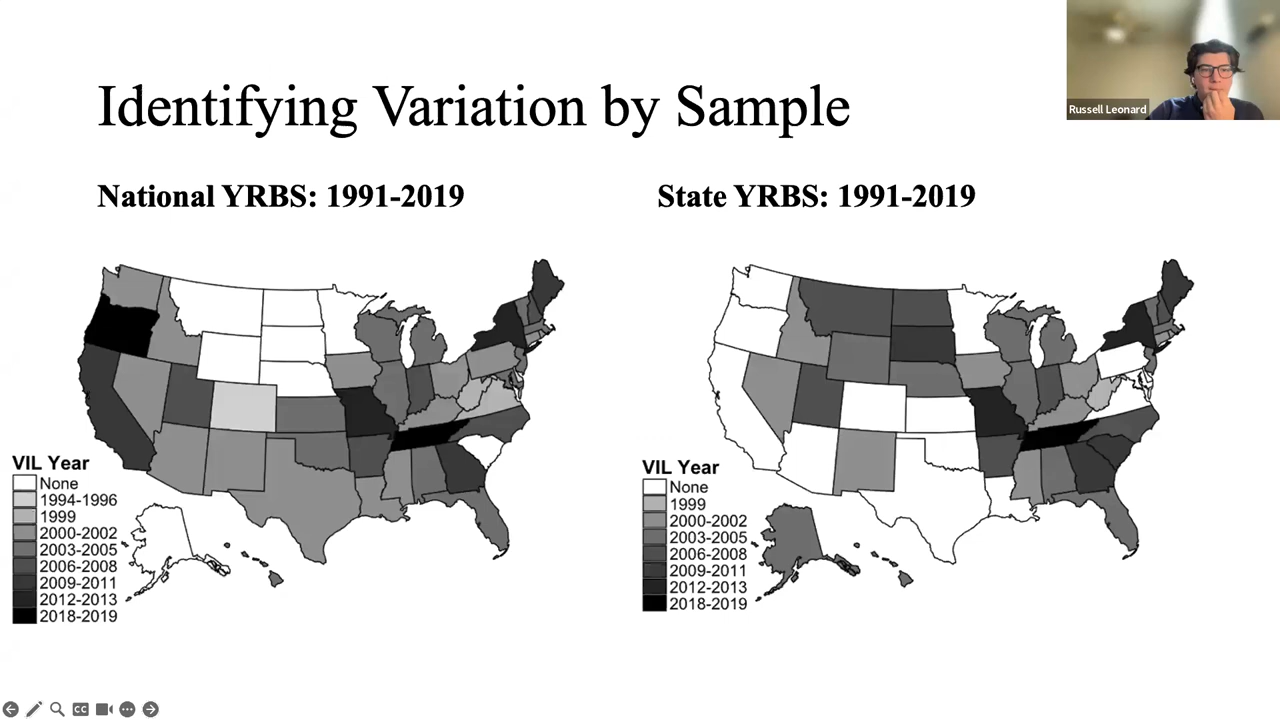 Identifying Variation by Sample
Russell Leonard
National YRBS: 1991-2019
State YRBS: 1991-2019
VIL Year
None
1994-1996
1999
2000-2002
2003-2005
2006-2008
2009-2011
2012-2013
2018-2019
VIL Year
None
1999
2000-2002
2003-2005
2006-2008
2009-2011
2012-2013
2018-2019
CC